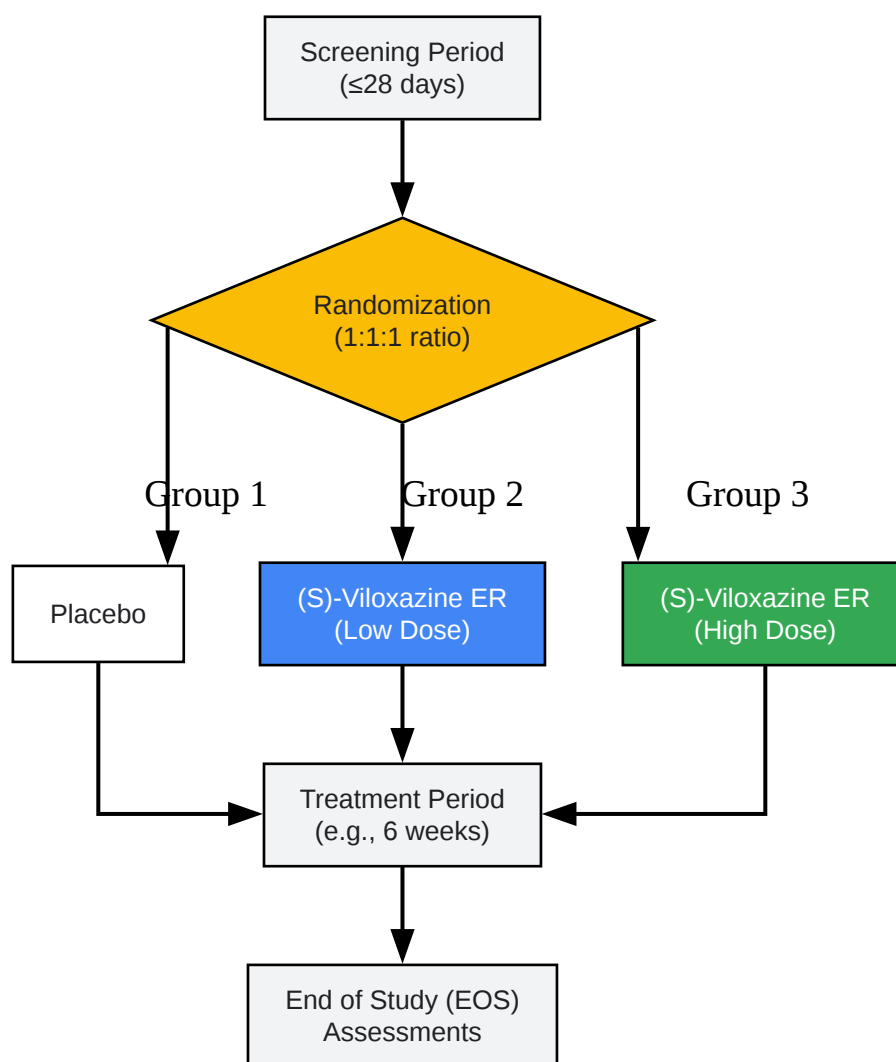 Screening Period
(≤28 days)
Randomization
(1:1:1 ratio)
Group 1
Group 2
Group 3
Placebo
(S)-Viloxazine ER
(Low Dose)
(S)-Viloxazine ER
(High Dose)
Treatment Period
(e.g., 6 weeks)
End of Study (EOS)
Assessments